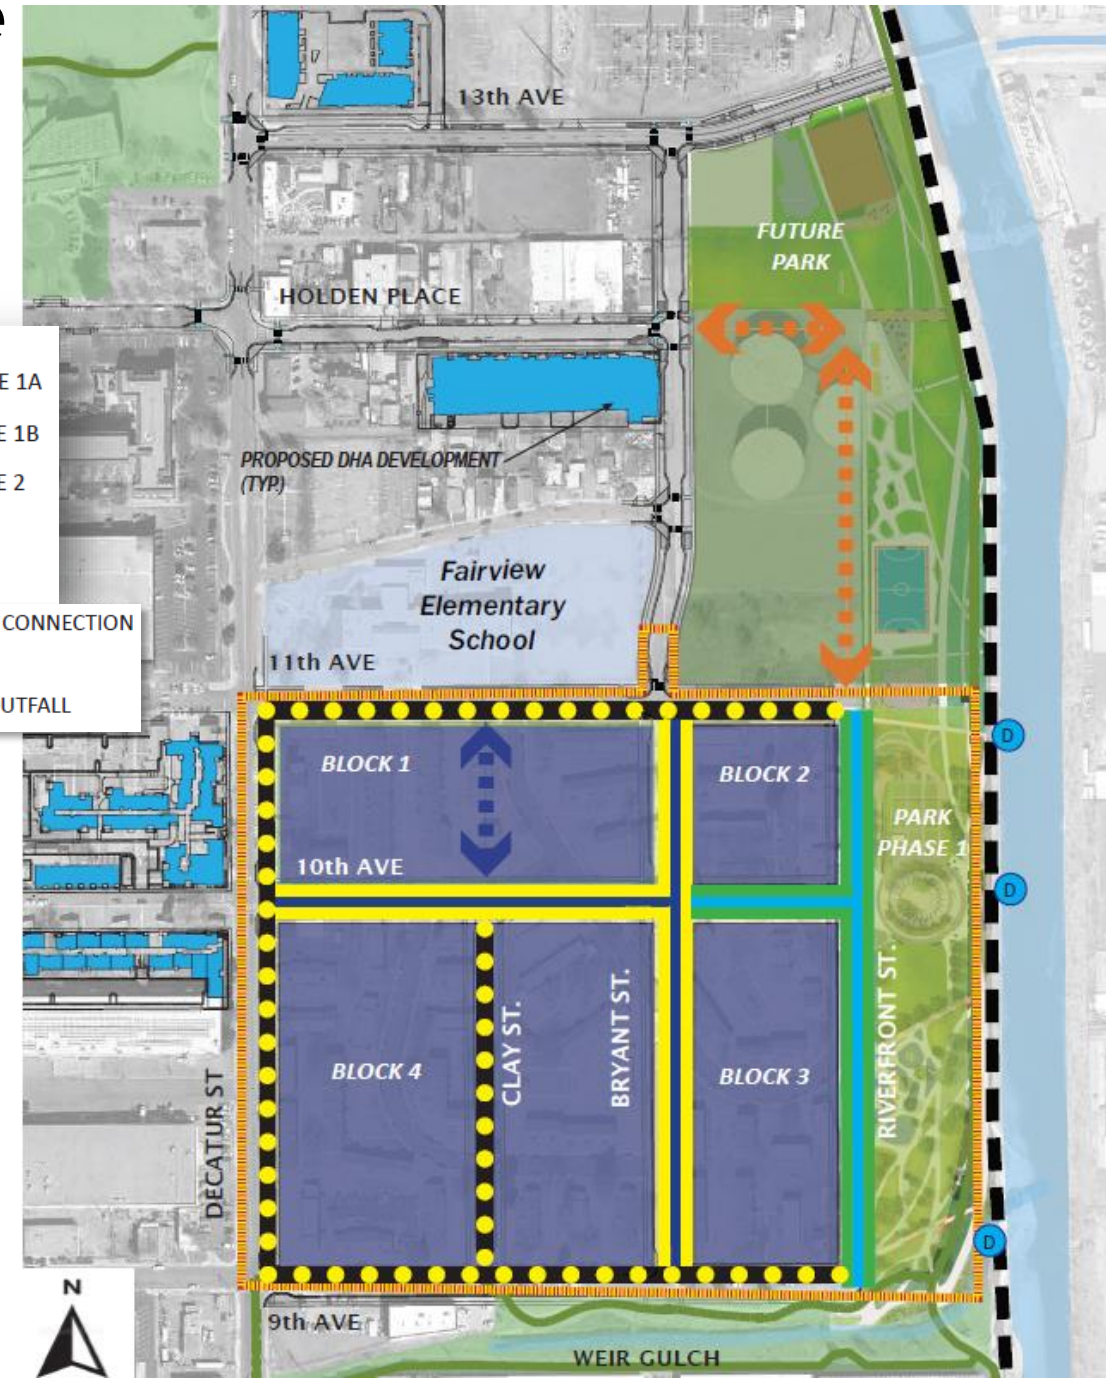 e
13th AVE
FUTURE
PARK
HOLDEN PLACE
E 1A
E 1B
E 2
PROPOSED DHA DEVELOPMENT
(TYP.)
Fairview
Elementary
School
CONNECTION
11th AVE
UTFALL
D
BLOCK 1
BLOCK 2
PARK
PHASE 1
10th AVE
D
RIVERFRONT ST.
CLAY ST.
BRYANT ST.
BLOCK 4
BLOCK 3
DECATUR ST
D
N
9th AVE
WEIR GULCH